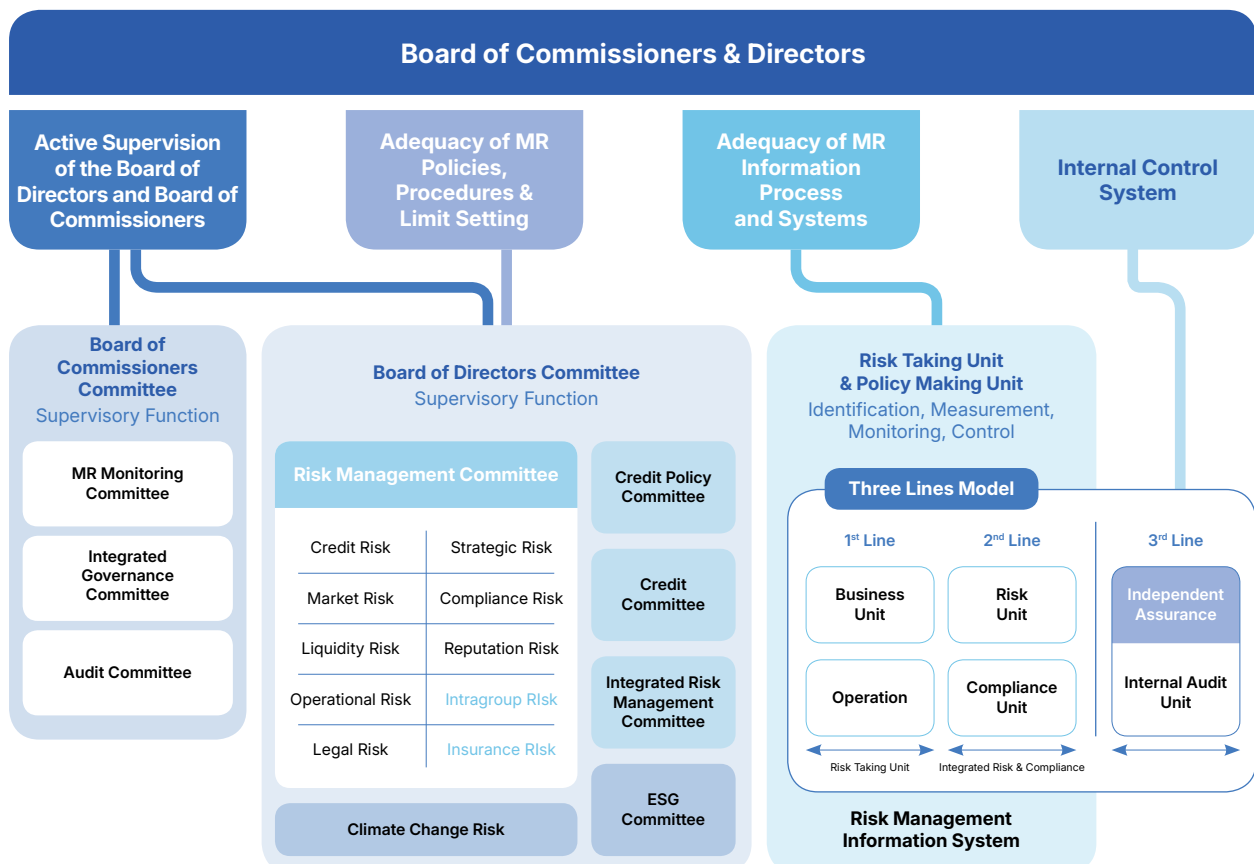 Board of Commissioners & Directors
Active Supervision
of the Board of
Directors and Board of
Commissioners
Adequacy of MR
Policies,
Procedures &
Limit Setting
Adequacy of MR
Information
Process
and Systems
Internal Control
System
Board of
Commissioners
Committee
Supervisory Function
MR Monitoring
Committee
Integrated
Governance
Committee
Audit Committee
Board of Directors Committee
Supervisory Function
Risk Management Committee
Credit Risk
Strategic Risk
Market Risk
Compliance Risk
Liquidity Risk
Reputation Risk
Operational Risk
Intragroup RIsk
Legal Risk
Insurance RIsk
Climate Change Risk
Credit Policy
Committee
Credit
Committee
Integrated Risk
Management
Committee
ESG
Committee
Risk Taking Unit
& Policy Making Unit
Identification, Measurement,
Monitoring, Control
Three Lines Model
1st Line
2nd Line
3rd Line
Business
Unit
Risk
Unit
Independent
Assurance
Operation
Compliance
Unit
Internal Audit
Unit
Risk Taking Unit
Integrated Risk & Compliance
Risk Management
Information System